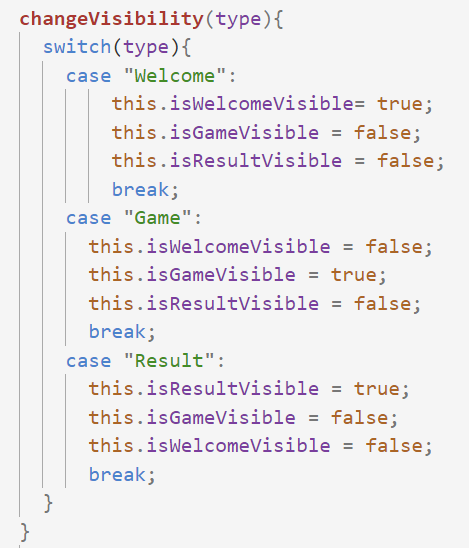 changeVisibility(type){
  switch(type){
    case "Welcome":
        this.isWelcomeVisible= true;
        this.isGameVisible = false;
        this.isResultVisible = false;
        break;
    case "Game":
      this.isWelcomeVisible = false;
      this.isGameVisible = true;
      this.isResultVisible = false;
      break;
    case "Result":
      this.isResultVisible = true;
      this.isGameVisible = false;
      this.isWelcomeVisible = false;
      break;
  }
}